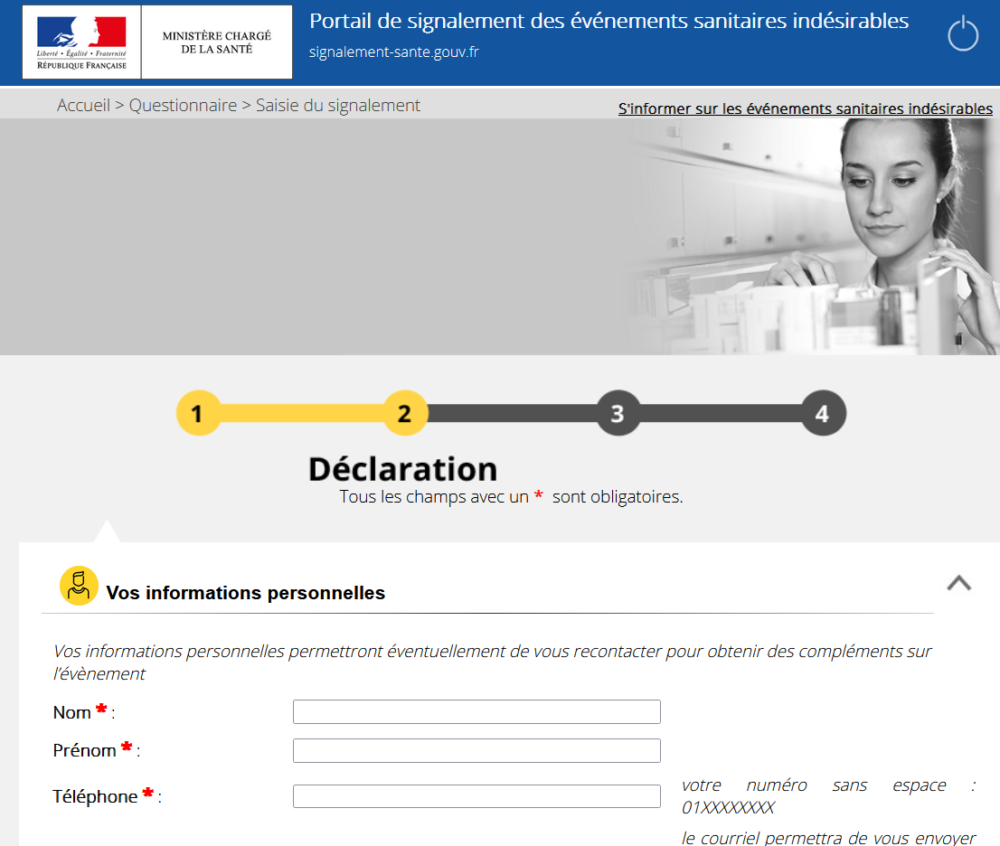 Liberté • Égalité • Fraternité
RÉPUBLIQUE FRANÇAISE
MINISTÈRE CHARGÉ
DE LA SANTÉ
Portail de signalement des événements sanitaires indésirables
signalement-sante.gouv.fr
Accueil > Questionnaire > Saisie du signalement
S'informer sur les événements sanitaires indésirables
1 2 3 4
Déclaration
Tous les champs avec un * sont obligatoires.
Vos informations personnelles
Vos informations personnelles permettront éventuellement de vous recontacter pour obtenir des compléments sur
l'évènement
Nom * :
Prénom * :
Téléphone * :
votre numéro sans espace :
01XXXXXXXX
le courriel permettra de vous envoyer